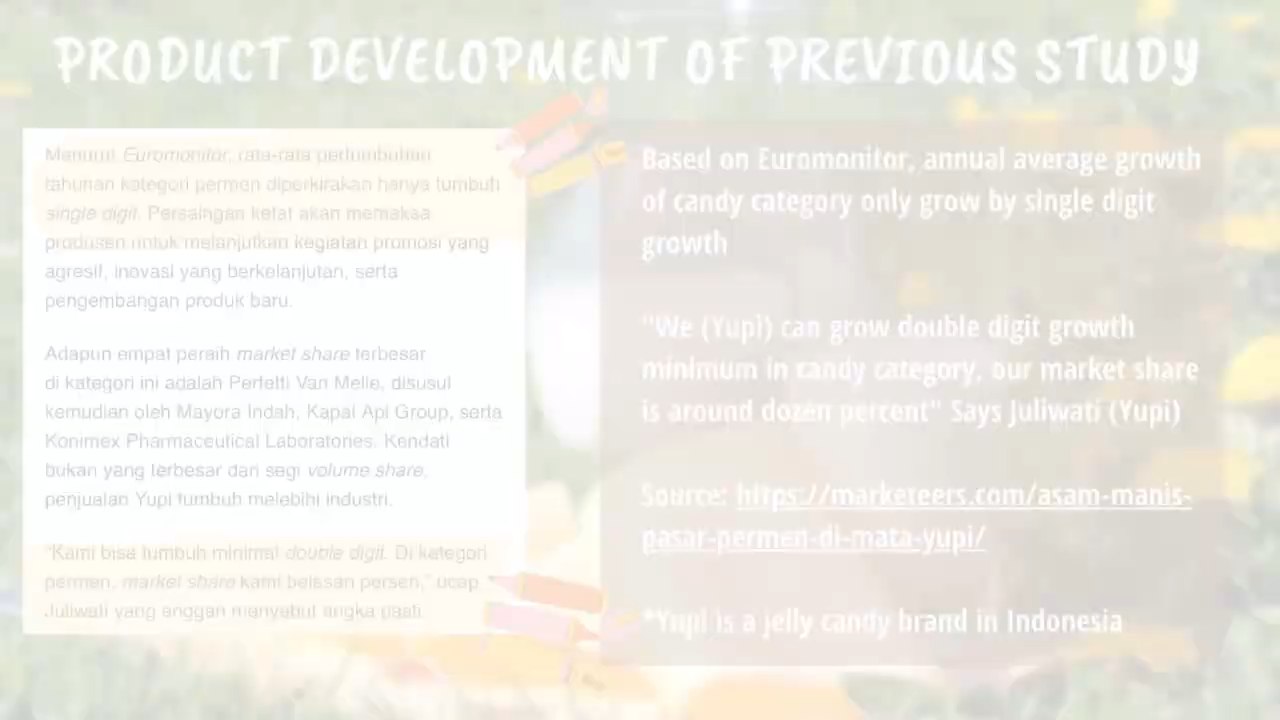 PRODUCT DEVELOPMENT OF PREVIOUS STUDY
Menurut Euromonitor, rata-rata pertumbuhan
tahunan kategori permen diperkirakan hanya tumbuh
single digit. Persaingan ketat akan memaksa
produsen untuk melanjutkan kegiatan promosi yang
agresif, inovasi yang berkelanjutan, serta
pengembangan produk baru.
Adapun empat peraih market share terbesar
di kategori ini adalah Perfetti Van Melle, disusul
kemudian oleh Mayora Indah, Kapal Api Group, serta
Konimex Pharmaceutical Laboratories. Kendati
bukan yang terbesar dari segi volume share,
penjualan Yupi tumbuh melebihi industri.
"Kami bisa tumbuh minimal double digit. Di kategori
permen, market share kami belasan persen," ucap
Juliwati yang enggan menyebut angka pasti.
Based on Euromonitor, annual average growth
of candy category only grow by single digit
growth
"We (Yupi) can grow double digit growth
minimum in candy category, our market share
is around dozen percent" Says Juliwati (Yupi)
Source: https://marketeers.com/asam-manis-
pasar-permen-di-mata-yupi/
*Yupi is a jelly candy brand in Indonesia